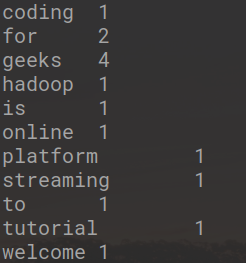 coding 1
for 2
geeks 4
hadoop 1
is 1
online 1
platform 1
streaming 1
to 1
tutorial 1
welcome 1